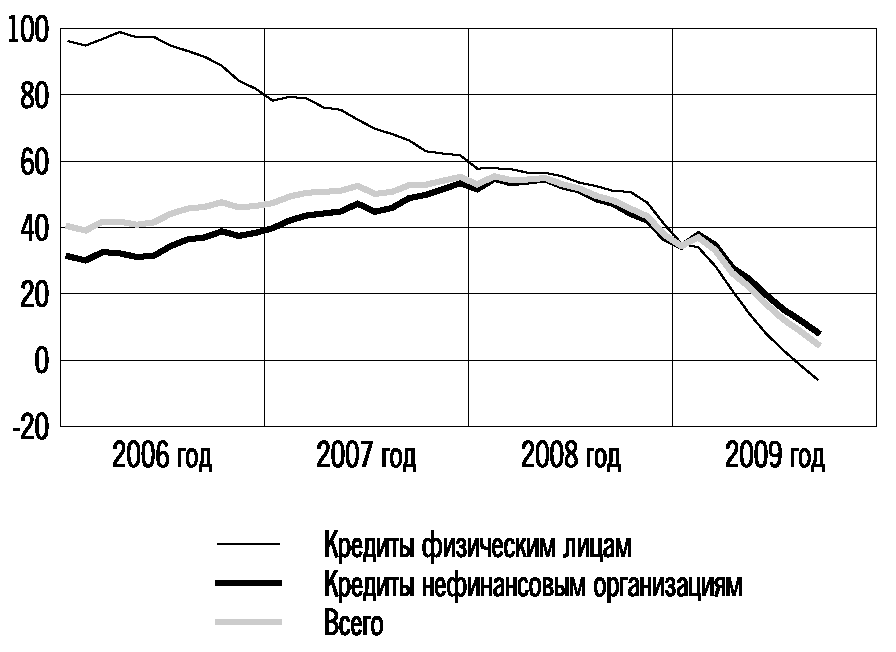 100
80
60
40
20
0
-20
2006 год 2007 год 2008 год 2009 год
Кредиты физическим лицам
Кредиты нефинансовым организациям
Всего